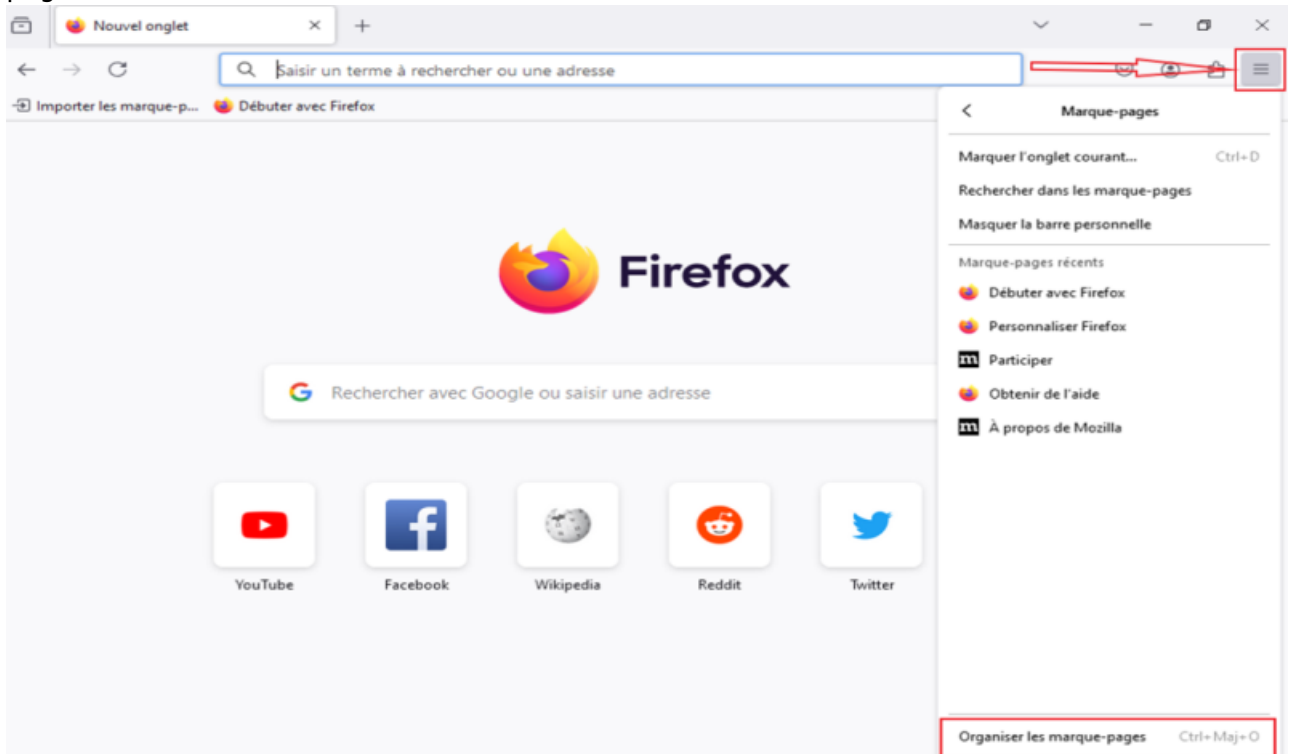 Nouvel onglet
Saisir un terme à rechercher ou une adresse
Importer les marque-p... Débuter avec Firefox
Marque-pages
Marquer l'onglet courant... Ctrl+D
Rechercher dans les marque-pages
Masquer la barre personnelle
Marque-pages récents
Débuter avec Firefox
Personnaliser Firefox
Participer
Obtenir de l'aide
À propos de Mozilla
Firefox
Rechercher avec Google ou saisir une adresse
YouTube Facebook Wikipedia Reddit Twitter
Organiser les marque-pages Ctrl+Maj+O